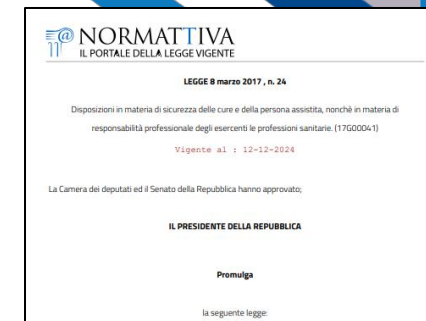 NORMATTIVA
IL PORTALE DELLA LEGGE VIGENTE
LEGGE 8 marzo 2017 , n. 24
Disposizioni in materia di sicurezza delle cure e della persona assistita, nonchè in materia di
responsabilità professionale degli esercenti le professioni sanitarie. (17G00041)
Vigente al : 12-12-2024
La Camera dei deputati ed il Senato della Repubblica hanno approvato;
IL PRESIDENTE DELLA REPUBBLICA
Promulga
la seguente legge: